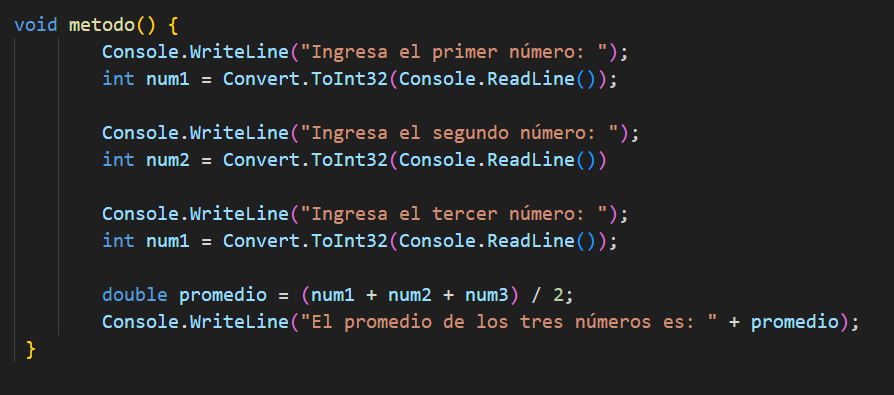 void metodo() {
Console.WriteLine("Ingresa el primer número: ");
int num1 = Convert.ToInt32(Console.ReadLine());
Console.WriteLine("Ingresa el segundo número: ");
int num2 = Convert.ToInt32(Console.ReadLine())
Console.WriteLine("Ingresa el tercer número: ");
int num1 = Convert.ToInt32(Console.ReadLine());
double promedio = (num1 + num2 + num3) / 2;
Console.WriteLine("El promedio de los tres números es: " + promedio);
}